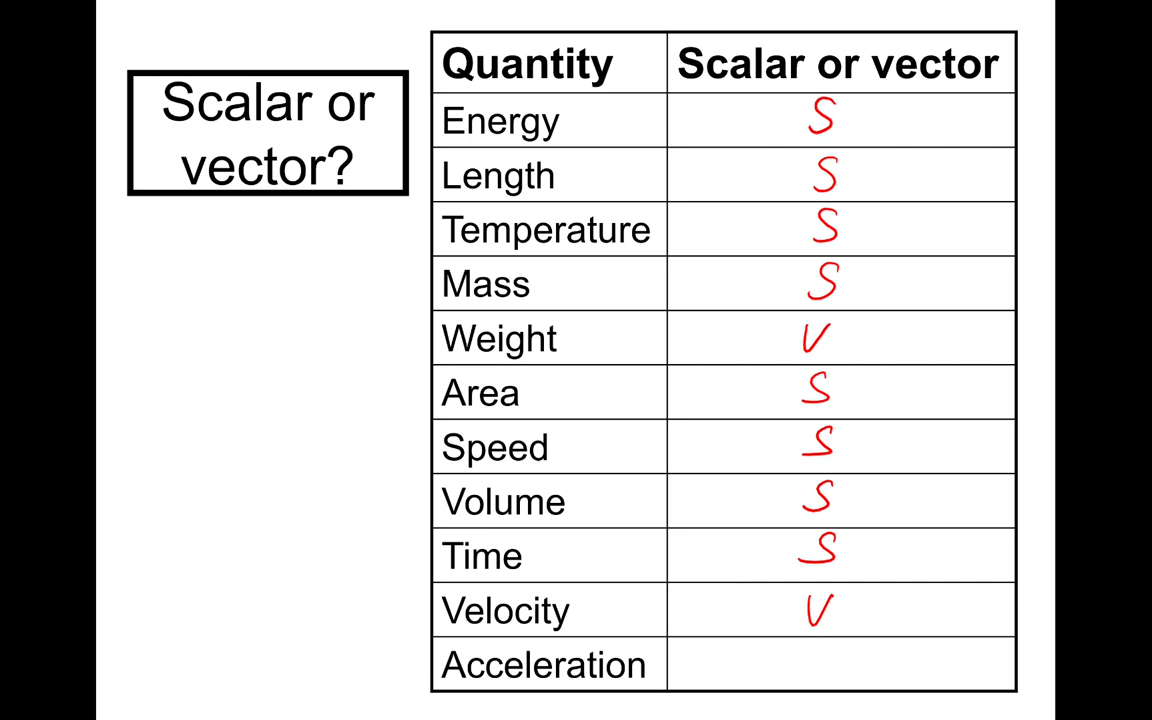 Scalar or
vector?
Quantity Scalar or vector
Energy S
Length S
Temperature S
Mass S
Weight V
Area S
Speed S
Volume S
Time S
Velocity V
Acceleration